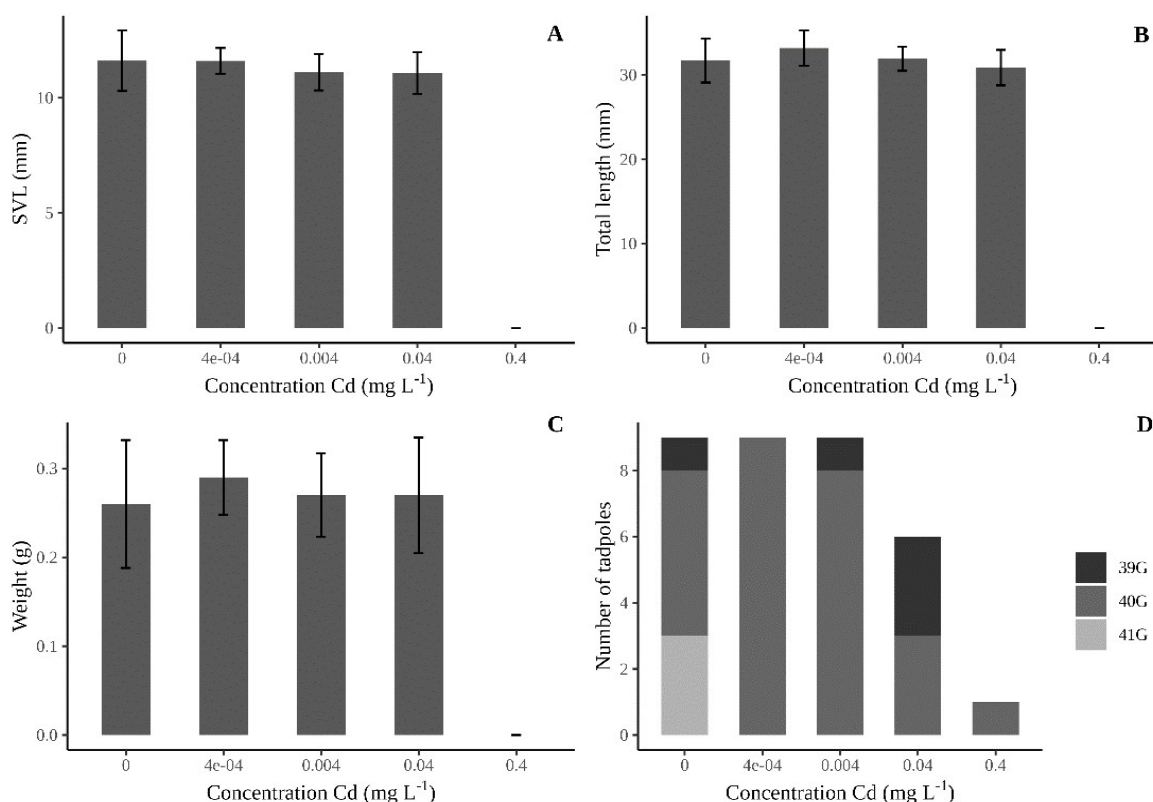 A
SVL (mm)
10
5
0
0 4e-04 0.004 0.04 0.4
Concentration Cd (mg L⁻¹)
B
Total length (mm)
30
20
10
0
0 4e-04 0.004 0.04 0.4
Concentration Cd (mg L⁻¹)
C
Weight (g)
0.3
0.2
0.1
0.0
0 4e-04 0.004 0.04 0.4
Concentration Cd (mg L⁻¹)
D
Number of tadpoles
8
6
4
2
0
0 4e-04 0.004 0.04 0.4
Concentration Cd (mg L⁻¹)
39G
40G
41G